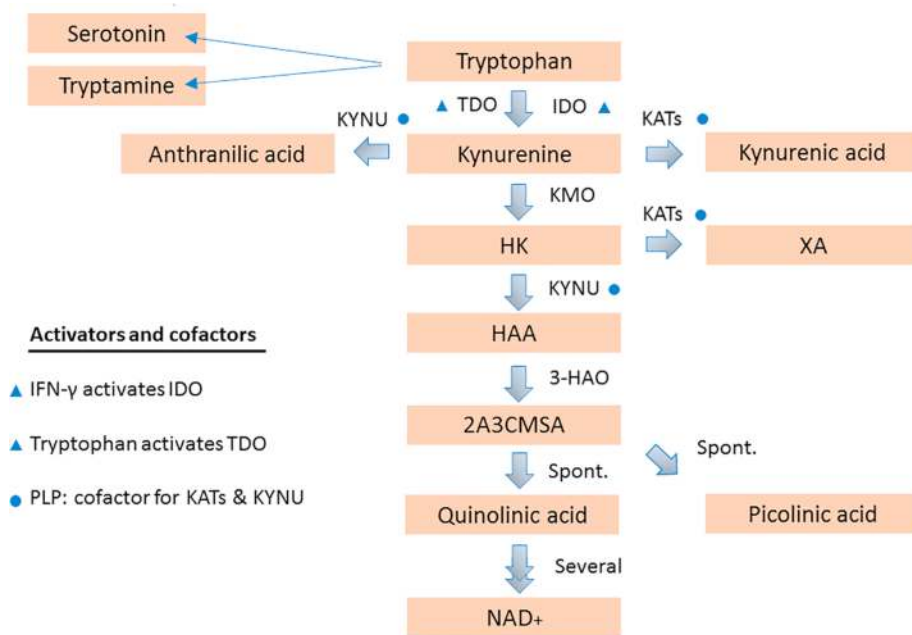 Serotonin
Tryptamine
Tryptophan
TDO
IDO
KYNU
KATs
Anthranilic acid
Kynurenine
Kynurenic acid
KMO
KATs
HK
XA
KYNU
Activators and cofactors
HAA
IFN-γ activates IDO
3-HAO
2A3CMSA
Tryptophan activates TDO
Spont.
Spont.
PLP: cofactor for KATs & KYNU
Quinolinic acid
Picolinic acid
Several
NAD+